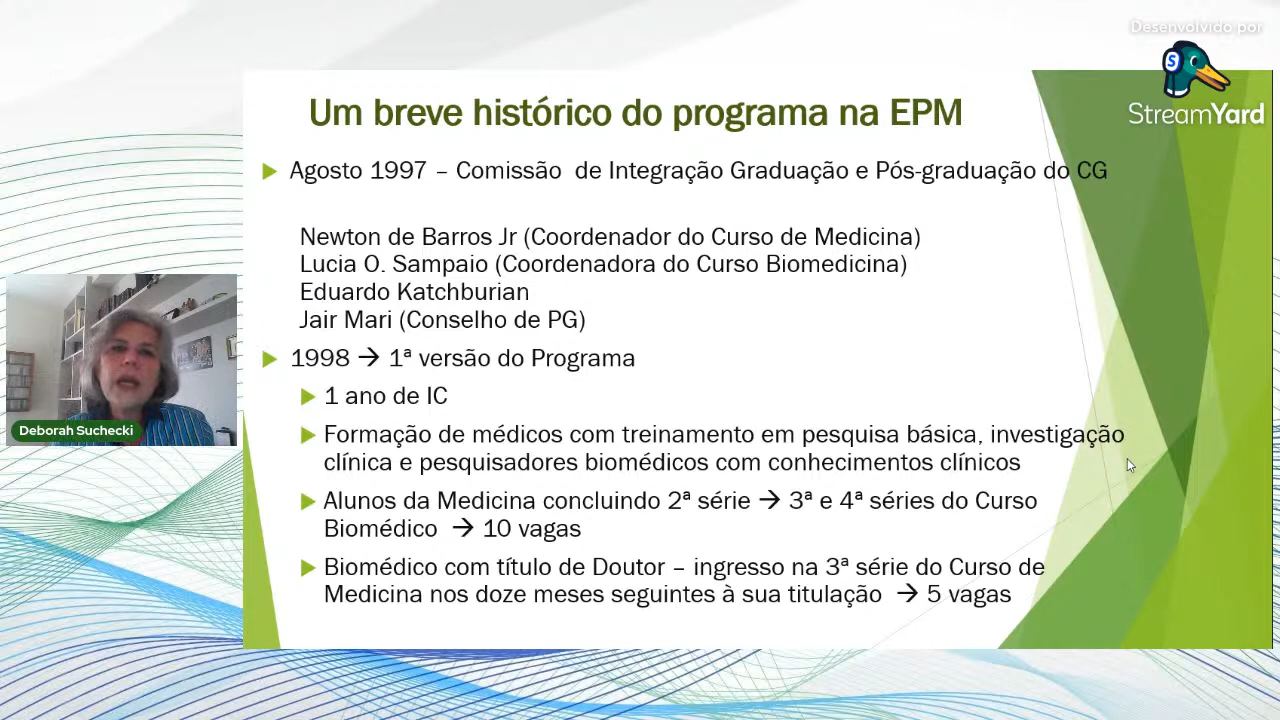 Desenvolvido por
S
StreamYard
Um breve histórico do programa na EPM
Agosto 1997 – Comissão de Integração Graduação e Pós-graduação do CG
Newton de Barros Jr (Coordenador do Curso de Medicina)
Lucia O. Sampaio (Coordenadora do Curso Biomedicina)
Eduardo Katchburian
Jair Mari (Conselho de PG)
1998 → 1ª versão do Programa
1 ano de IC
Formação de médicos com treinamento em pesquisa básica, investigação
clínica e pesquisadores biomédicos com conhecimentos clínicos
Alunos da Medicina concluindo 2ª série → 3ª e 4ª séries do Curso
Biomédico → 10 vagas
Biomédico com título de Doutor – ingresso na 3ª série do Curso de
Medicina nos doze meses seguintes à sua titulação → 5 vagas
Deborah Suchecki